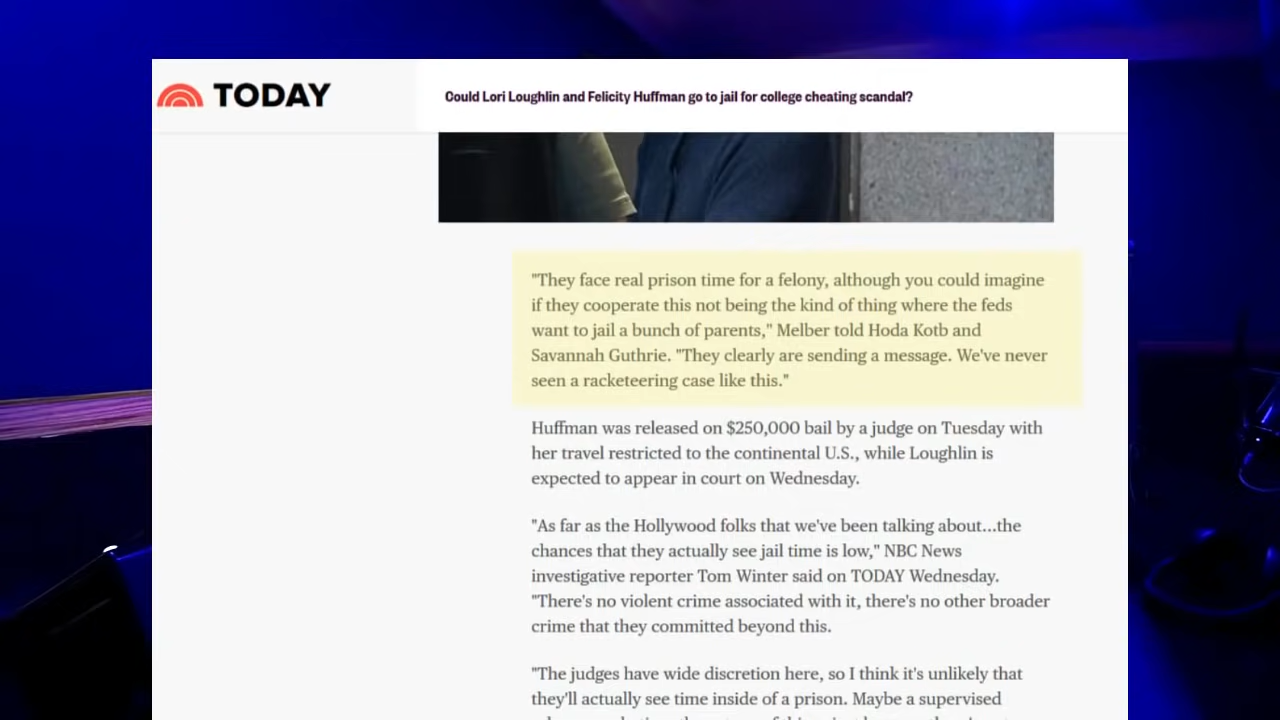 TODAY
Could Lori Loughlin and Felicity Huffman go to jail for college cheating scandal?
"They face real prison time for a felony, although you could imagine
if they cooperate this not being the kind of thing where the feds
want to jail a bunch of parents," Melber told Hoda Kotb and
Savannah Guthrie. "They clearly are sending a message. We've never
seen a racketeering case like this."
Huffman was released on $250,000 bail by a judge on Tuesday with
her travel restricted to the continental U.S., while Loughlin is
expected to appear in court on Wednesday.
"As far as the Hollywood folks that we've been talking about...the
chances that they actually see jail time is low," NBC News
investigative reporter Tom Winter said on TODAY Wednesday.
"There's no violent crime associated with it, there's no other broader
crime that they committed beyond this.
"The judges have wide discretion here, so I think it's unlikely that
they'll actually see time inside of a prison. Maybe a supervised